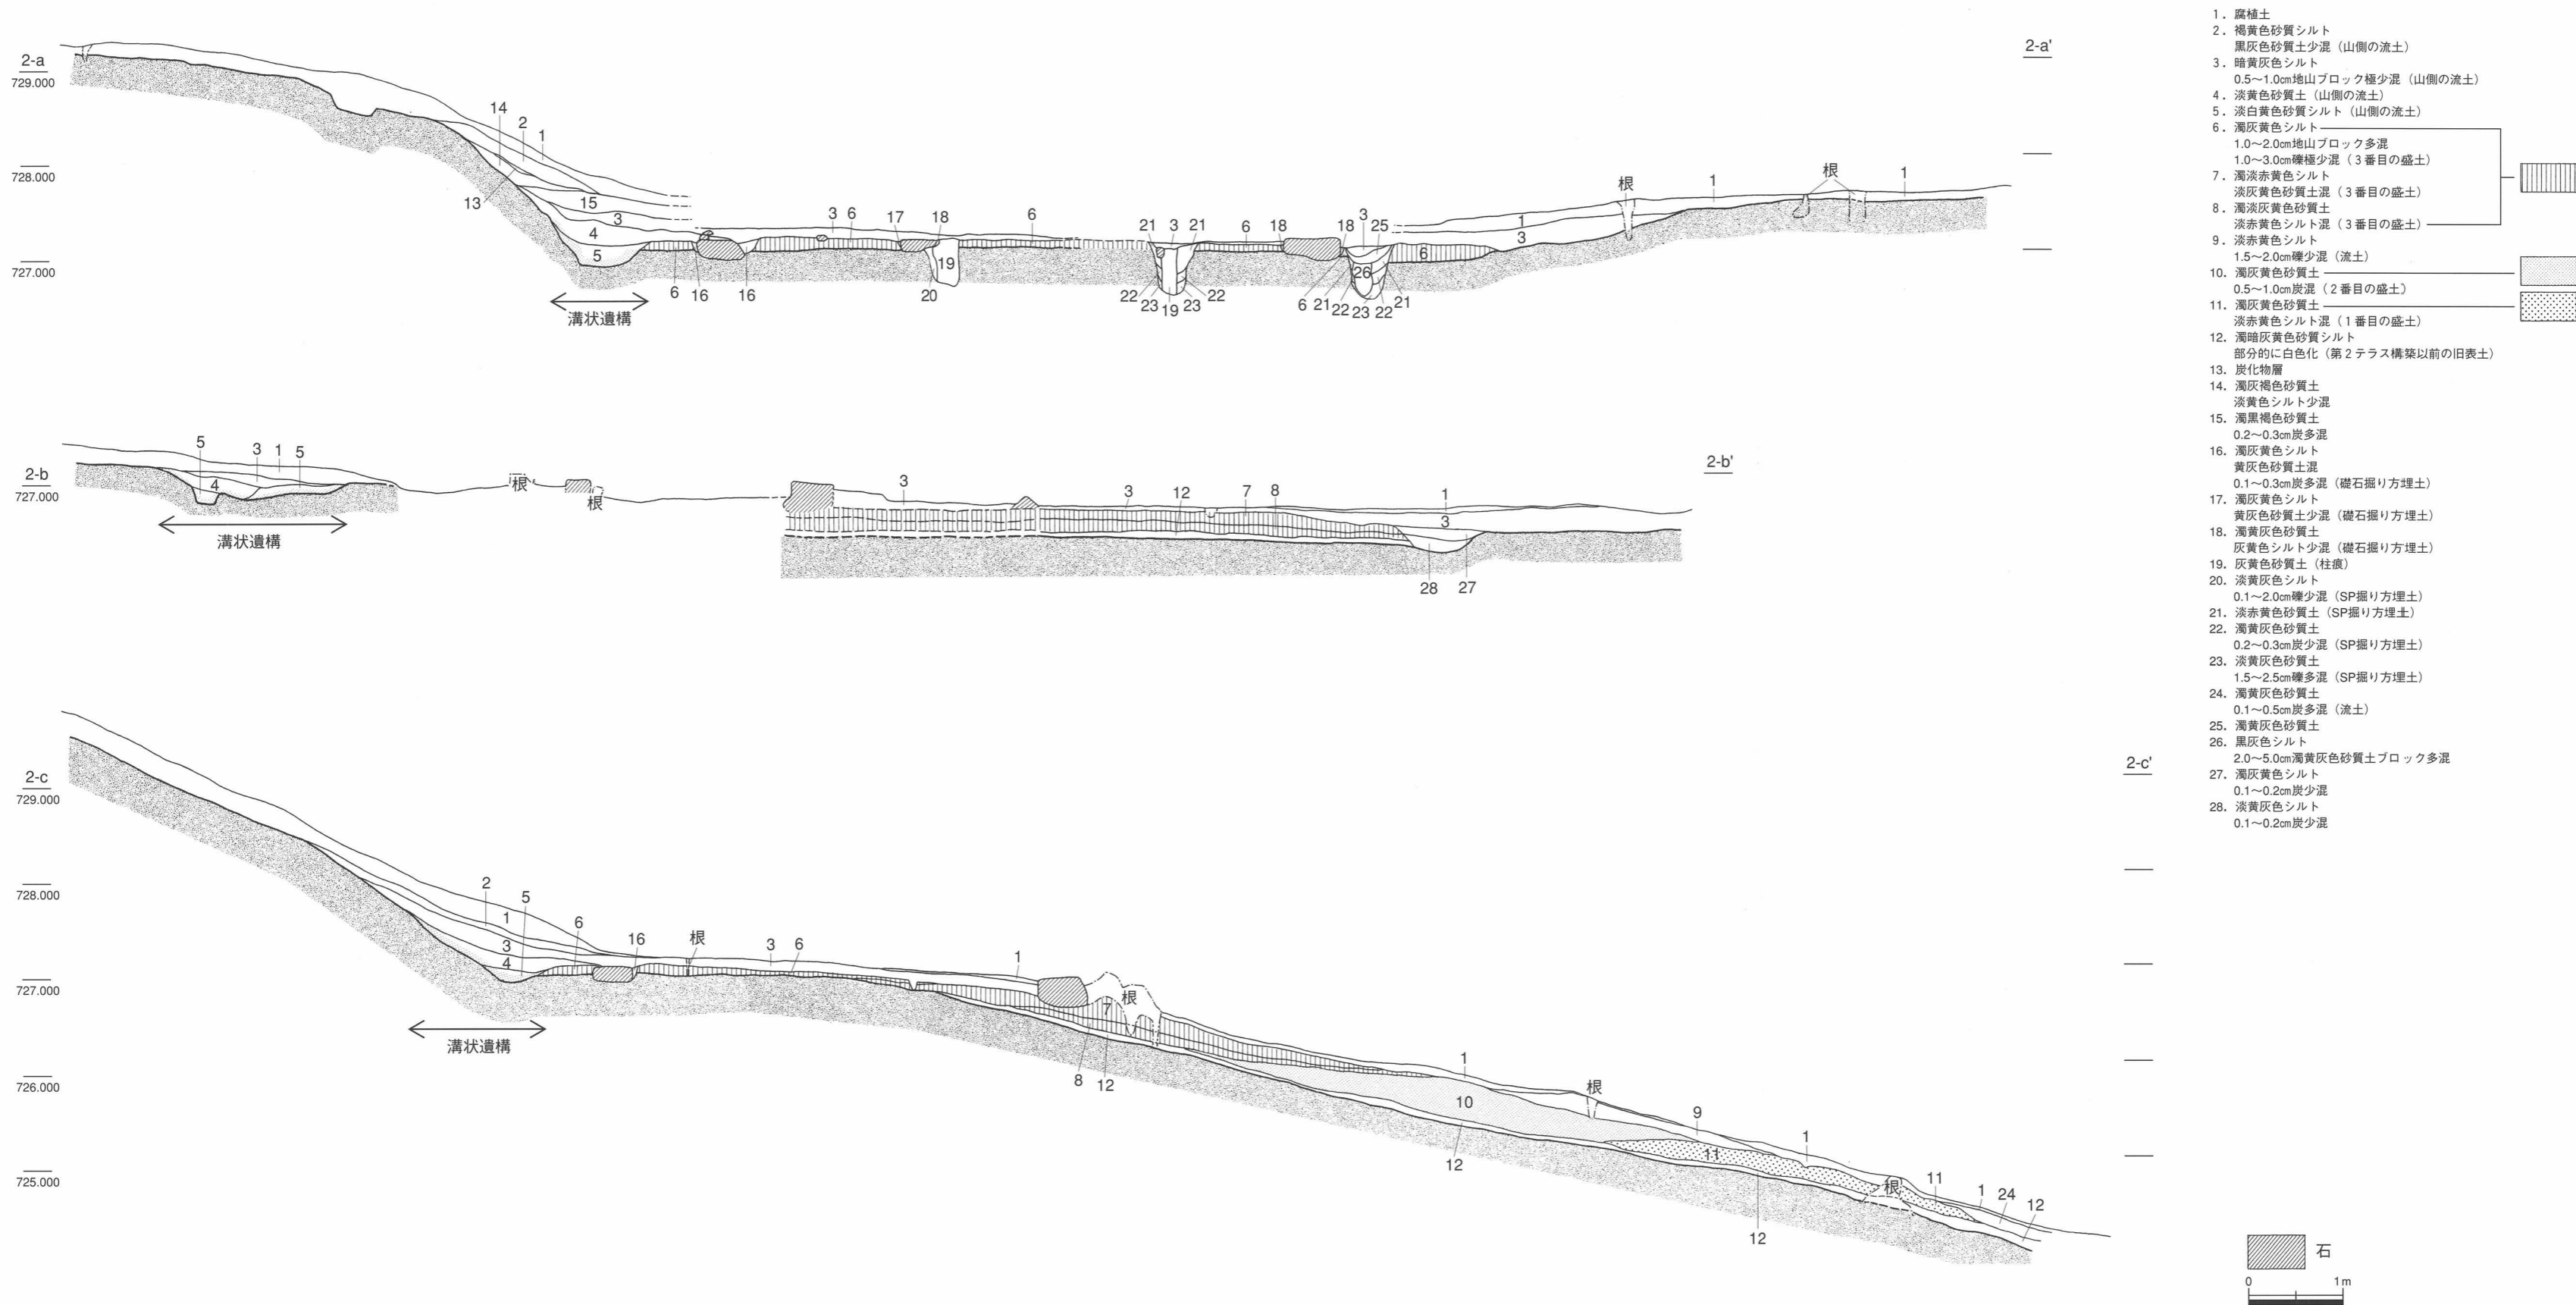 2-a
729.000
728.000
727.000
2-a'
14
2
1
13
15
3
4
5
溝状遺構
6
16
16
3
6
17
18
19
20
6
21
3
21
22
23
19
23
22
6
18
18
3
25
26
6
6
21
22
23
22
21
根
1
3
1
根
1
2-b
727.000
2-b'
5
3
1
5
4
溝状遺構
根
根
3
3
12
7
8
1
3
28
27
2-c
729.000
728.000
727.000
726.000
725.000
2-c'
2
5
1
6
3
4
16
根
3
6
1
溝状遺構
根
7
8
12
1
10
12
根
9
1
11
12
根
11
1
24
12
1. 腐植土
2. 褐黄色砂質シルト
黒灰色砂質土少混（山側の流土）
3. 暗黄灰色シルト
0.5～1.0㎝地山ブロック極少混（山側の流土）
4. 淡黄色砂質土（山側の流土）
5. 淡白黄色砂質シルト（山側の流土）
6. 濁灰黄色シルト
1.0～2.0㎝地山ブロック多混
1.0～3.0㎝礫極少混（３番目の盛土）
7. 濁淡赤黄色シルト
淡灰黄色砂質土混（３番目の盛土）
8. 濁淡灰黄色砂質土
淡赤黄色シルト混（３番目の盛土）
9. 淡赤黄色シルト
1.5～2.0㎝礫少混（流土）
10. 濁灰黄色砂質土
0.5～1.0㎝炭混（２番目の盛土）
11. 濁灰黄色砂質土
淡赤黄色シルト混（１番目の盛土）
12. 濁暗灰黄色砂質シルト
部分的に白色化（第２テラス構築以前の旧表土）
13. 炭化物層
14. 濁灰褐色砂質土
淡黄色シルト少混
15. 濁黒褐色砂質土
0.2～0.3㎝炭多混
16. 濁灰黄色シルト
黄灰色砂質土混
0.1～0.3㎝炭多混（礎石掘り方埋土）
17. 濁灰黄色シルト
黄灰色砂質土少混（礎石掘り方埋土）
18. 濁黄灰色砂質土
灰黄色シルト少混（礎石掘り方埋土）
19. 灰黄色砂質土（柱痕）
20. 淡黄灰色シルト
0.1～2.0㎝礫少混（SP掘り方埋土）
21. 淡赤黄色砂質土（SP掘り方埋土）
22. 濁黄灰色砂質土
0.2～0.3㎝炭少混（SP掘り方埋土）
23. 淡黄灰色砂質土
1.5～2.5㎝礫多混（SP掘り方埋土）
24. 濁黄灰色砂質土
0.1～0.5㎝炭多混（流土）
25. 濁黄灰色砂質土
26. 黒灰色シルト
2.0～5.0㎝濁黄灰色砂質土ブロック多混
27. 濁灰黄色シルト
0.1～0.2㎝炭少混
28. 淡黄灰色シルト
0.1～0.2㎝炭少混
石
0 1m